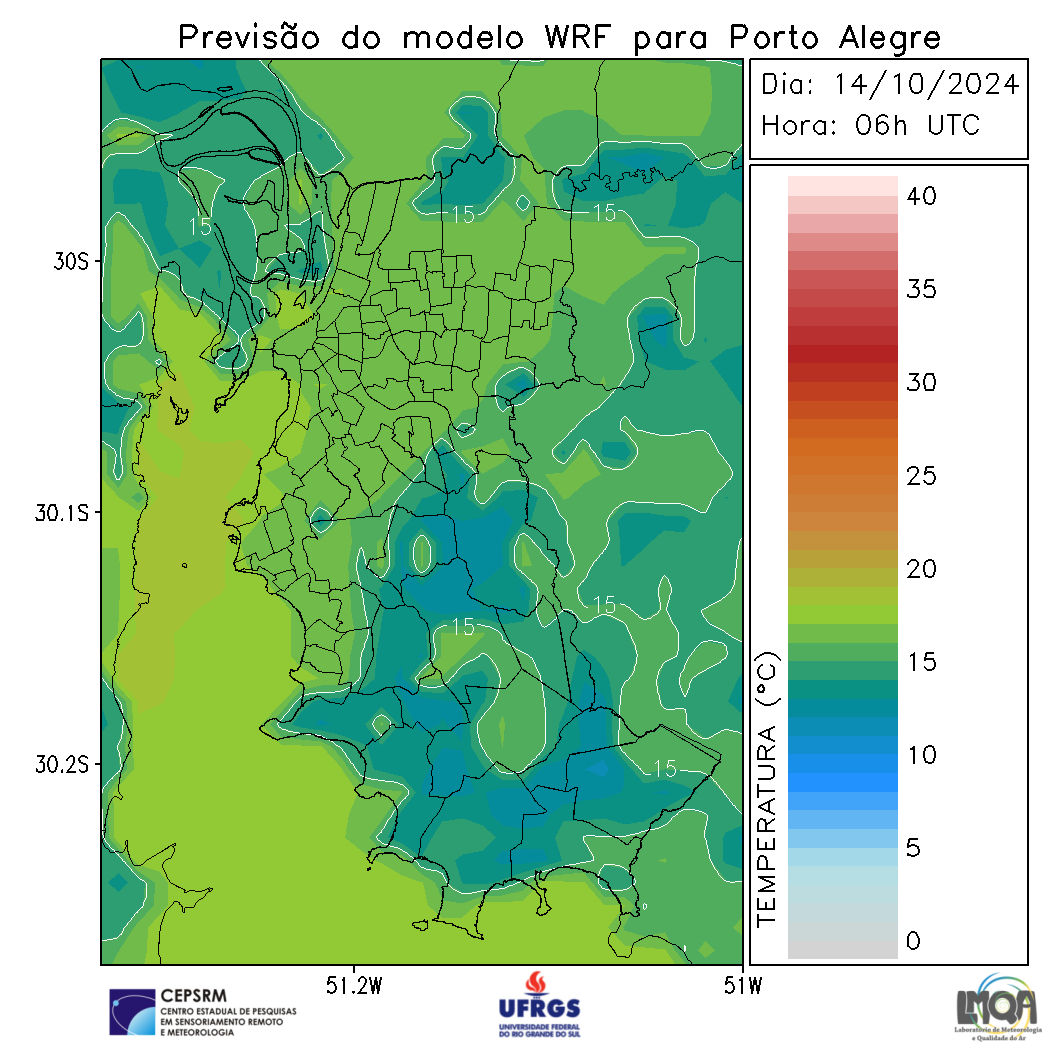 Previsão do modelo WRF para Porto Alegre
Dia: 14/10/2024
Hora: 06h UTC
40
35
30
25
20
15
10
5
0
TEMPERATURA (°C)
30S
30.1S
30.2S
51.2W
51W
15
15
15
15
15
15
CEPSRM
CENTRO ESTADUAL DE PESQUISAS
EM SENSORIAMENTO REMOTO
E METEOROLOGIA
UFRGS
UNIVERSIDADE FEDERAL
DO RIO GRANDE DO SUL
LMQA
Laboratório de Meteorologia
e Qualidade do Ar